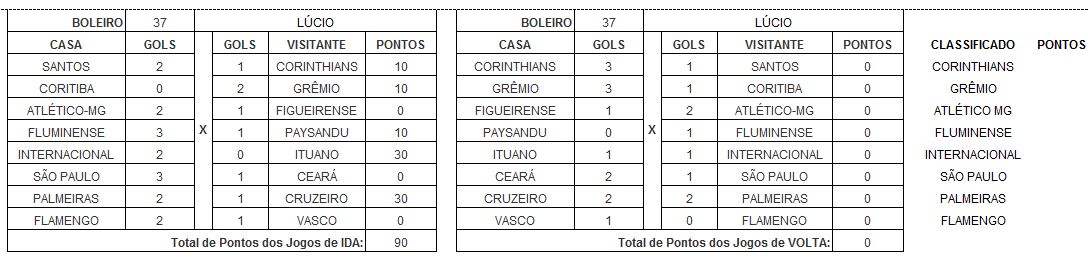 BOLEIRO 37 LÚCIO BOLEIRO 37 LÚCIO
CASA GOLS X GOLS VISITANTE PONTOS CASA GOLS X GOLS VISITANTE PONTOS CLASSIFICADO PONTOS
SANTOS 2 1 CORINTHIANS 10 CORINTHIANS 3 1 SANTOS 0 CORINTHIANS
CORITIBA 0 2 GRÊMIO 10 GRÊMIO 3 1 CORITIBA 0 GRÊMIO
ATLÉTICO-MG 2 1 FIGUEIRENSE 0 FIGUEIRENSE 1 2 ATLÉTICO-MG 0 ATLÉTICO MG
FLUMINENSE 3 1 PAYSANDU 10 PAYSANDU 0 1 FLUMINENSE 0 FLUMINENSE
INTERNACIONAL 2 0 ITUANO 30 ITUANO 1 1 INTERNACIONAL 0 INTERNACIONAL
SÃO PAULO 3 1 CEARÁ 0 CEARÁ 2 1 SÃO PAULO 0 SÃO PAULO
PALMEIRAS 2 1 CRUZEIRO 30 CRUZEIRO 2 2 PALMEIRAS 0 PALMEIRAS
FLAMENGO 2 1 VASCO 0 VASCO 1 0 FLAMENGO 0 FLAMENGO
Total de Pontos dos Jogos de IDA: 90 Total de Pontos dos Jogos de VOLTA: 0